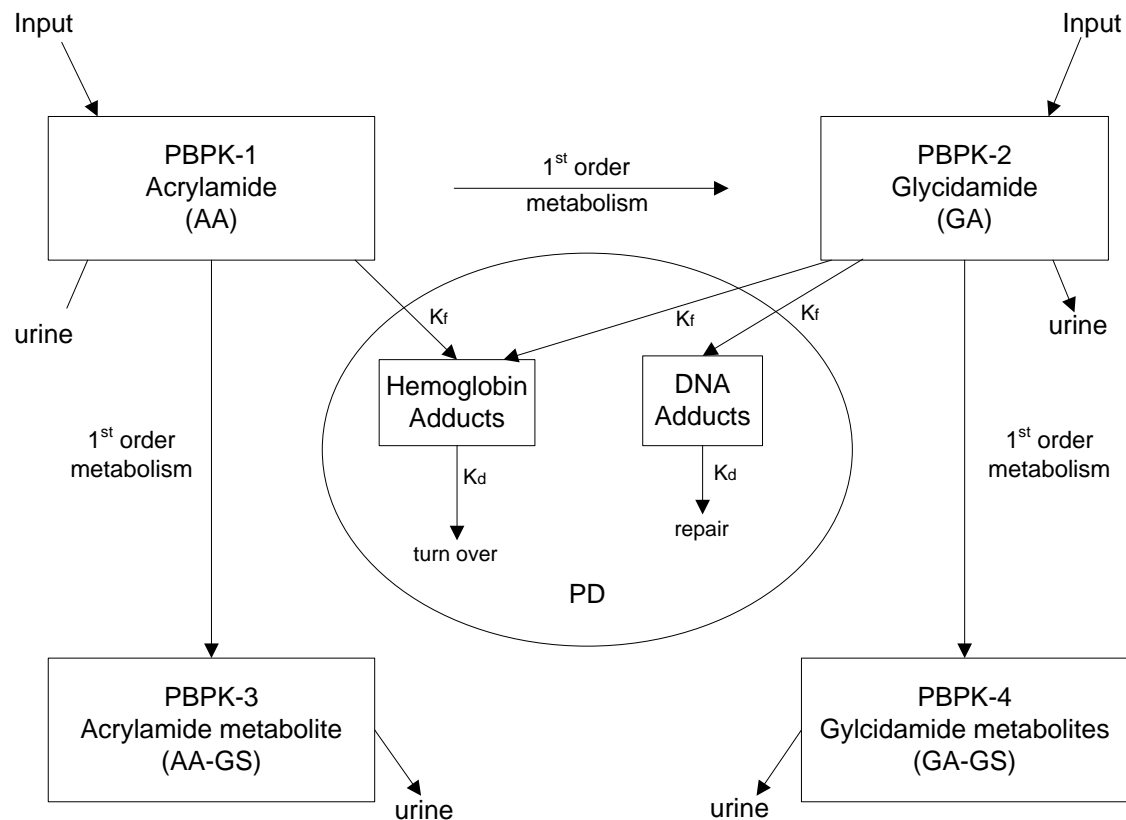 Input
Input
PBPK-1
Acrylamide
(AA)
1st order
metabolism
PBPK-2
Glycidamide
(GA)
urine
Kf
Kf
Kf
urine
Hemoglobin
Adducts
DNA
Adducts
1st order
metabolism
1st order
metabolism
Kd
Kd
turn over
repair
PD
PBPK-3
Acrylamide metabolite
(AA-GS)
PBPK-4
Gylcidamide metabolites
(GA-GS)
urine
urine